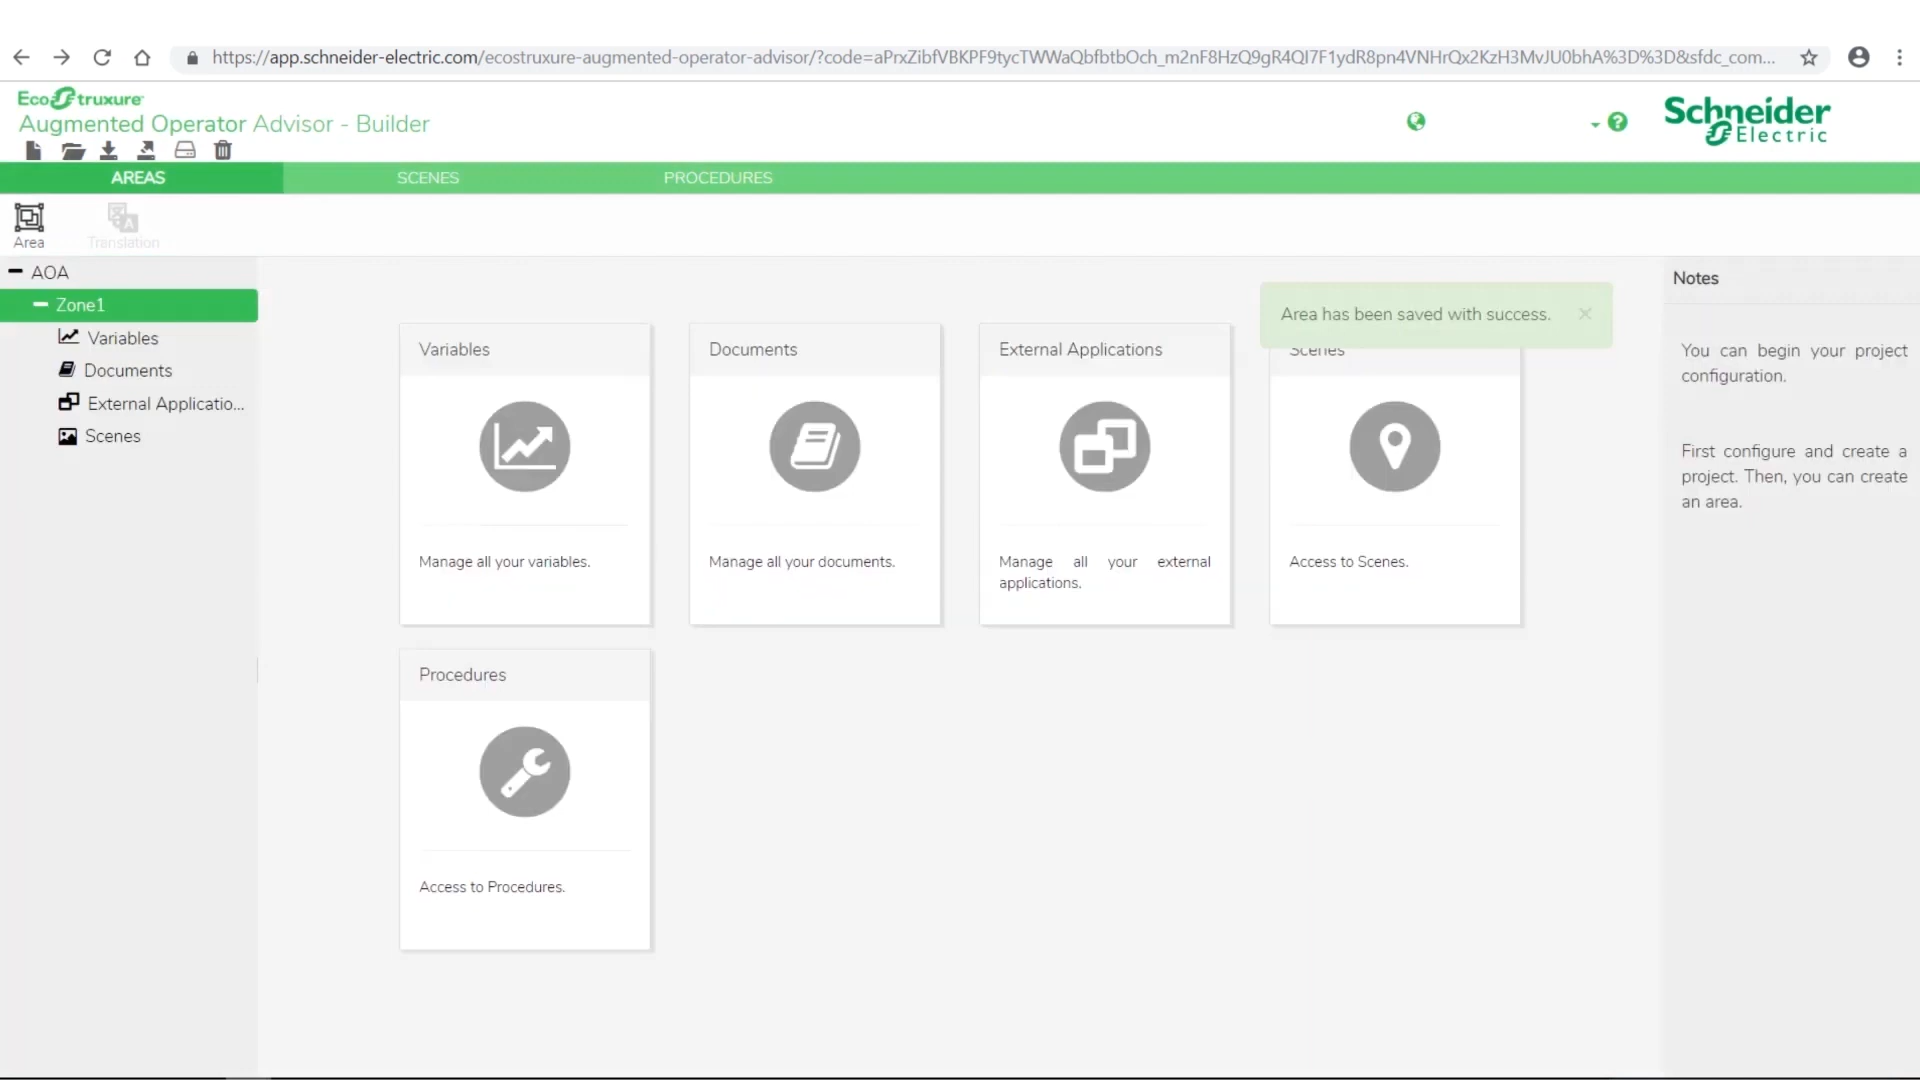 https://app.schneider-electric.com/ecostruxure-augmented-operator-advisor/?code=aPrxZibfVBKPF9tycTWWaQbfbtbOch_m2nF8HzQ9gR4QI7F1ydR8pn4VNHrQx2KzH3MvJU0bhA%3D%3D&sfdc_com...
EcoStruxure
Augmented Operator Advisor - Builder
Schneider
Electric
AREAS
SCENES
PROCEDURES
Area
Translation
AOA
Zone1
Variables
Documents
External Applicatio...
Scenes
Variables
Manage all your variables.
Documents
Manage all your documents.
External Applications
Manage all your external
applications.
Area has been saved with success.
Scenes
Access to Scenes.
Procedures
Access to Procedures.
Notes
You can begin your project
configuration.
First configure and create a
project. Then, you can create
an area.